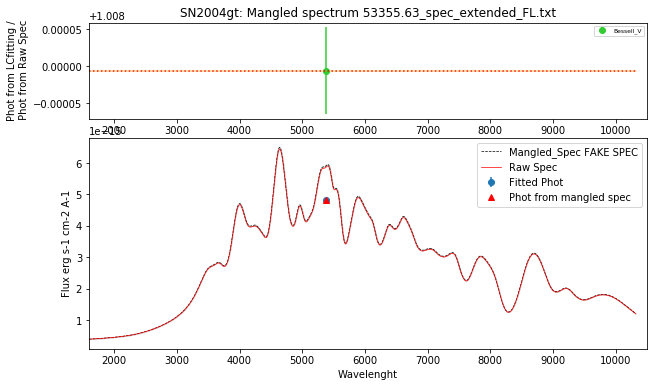 SN2004gt: Mangled spectrum 53355.63_spec_extended_FL.txt
+1.008
0.00005
0.00000
−0.00005
Phot from LCfitting /
Phot from Raw Spec
Bessell_V
2000 3000 4000 5000 6000 7000 8000 9000 10000
1e−15
6
5
4
3
2
1
Flux erg s-1 cm-2 A-1
Mangled_Spec FAKE SPEC
Raw Spec
Fitted Phot
Phot from mangled spec
2000 3000 4000 5000 6000 7000 8000 9000 10000
Wavelenght